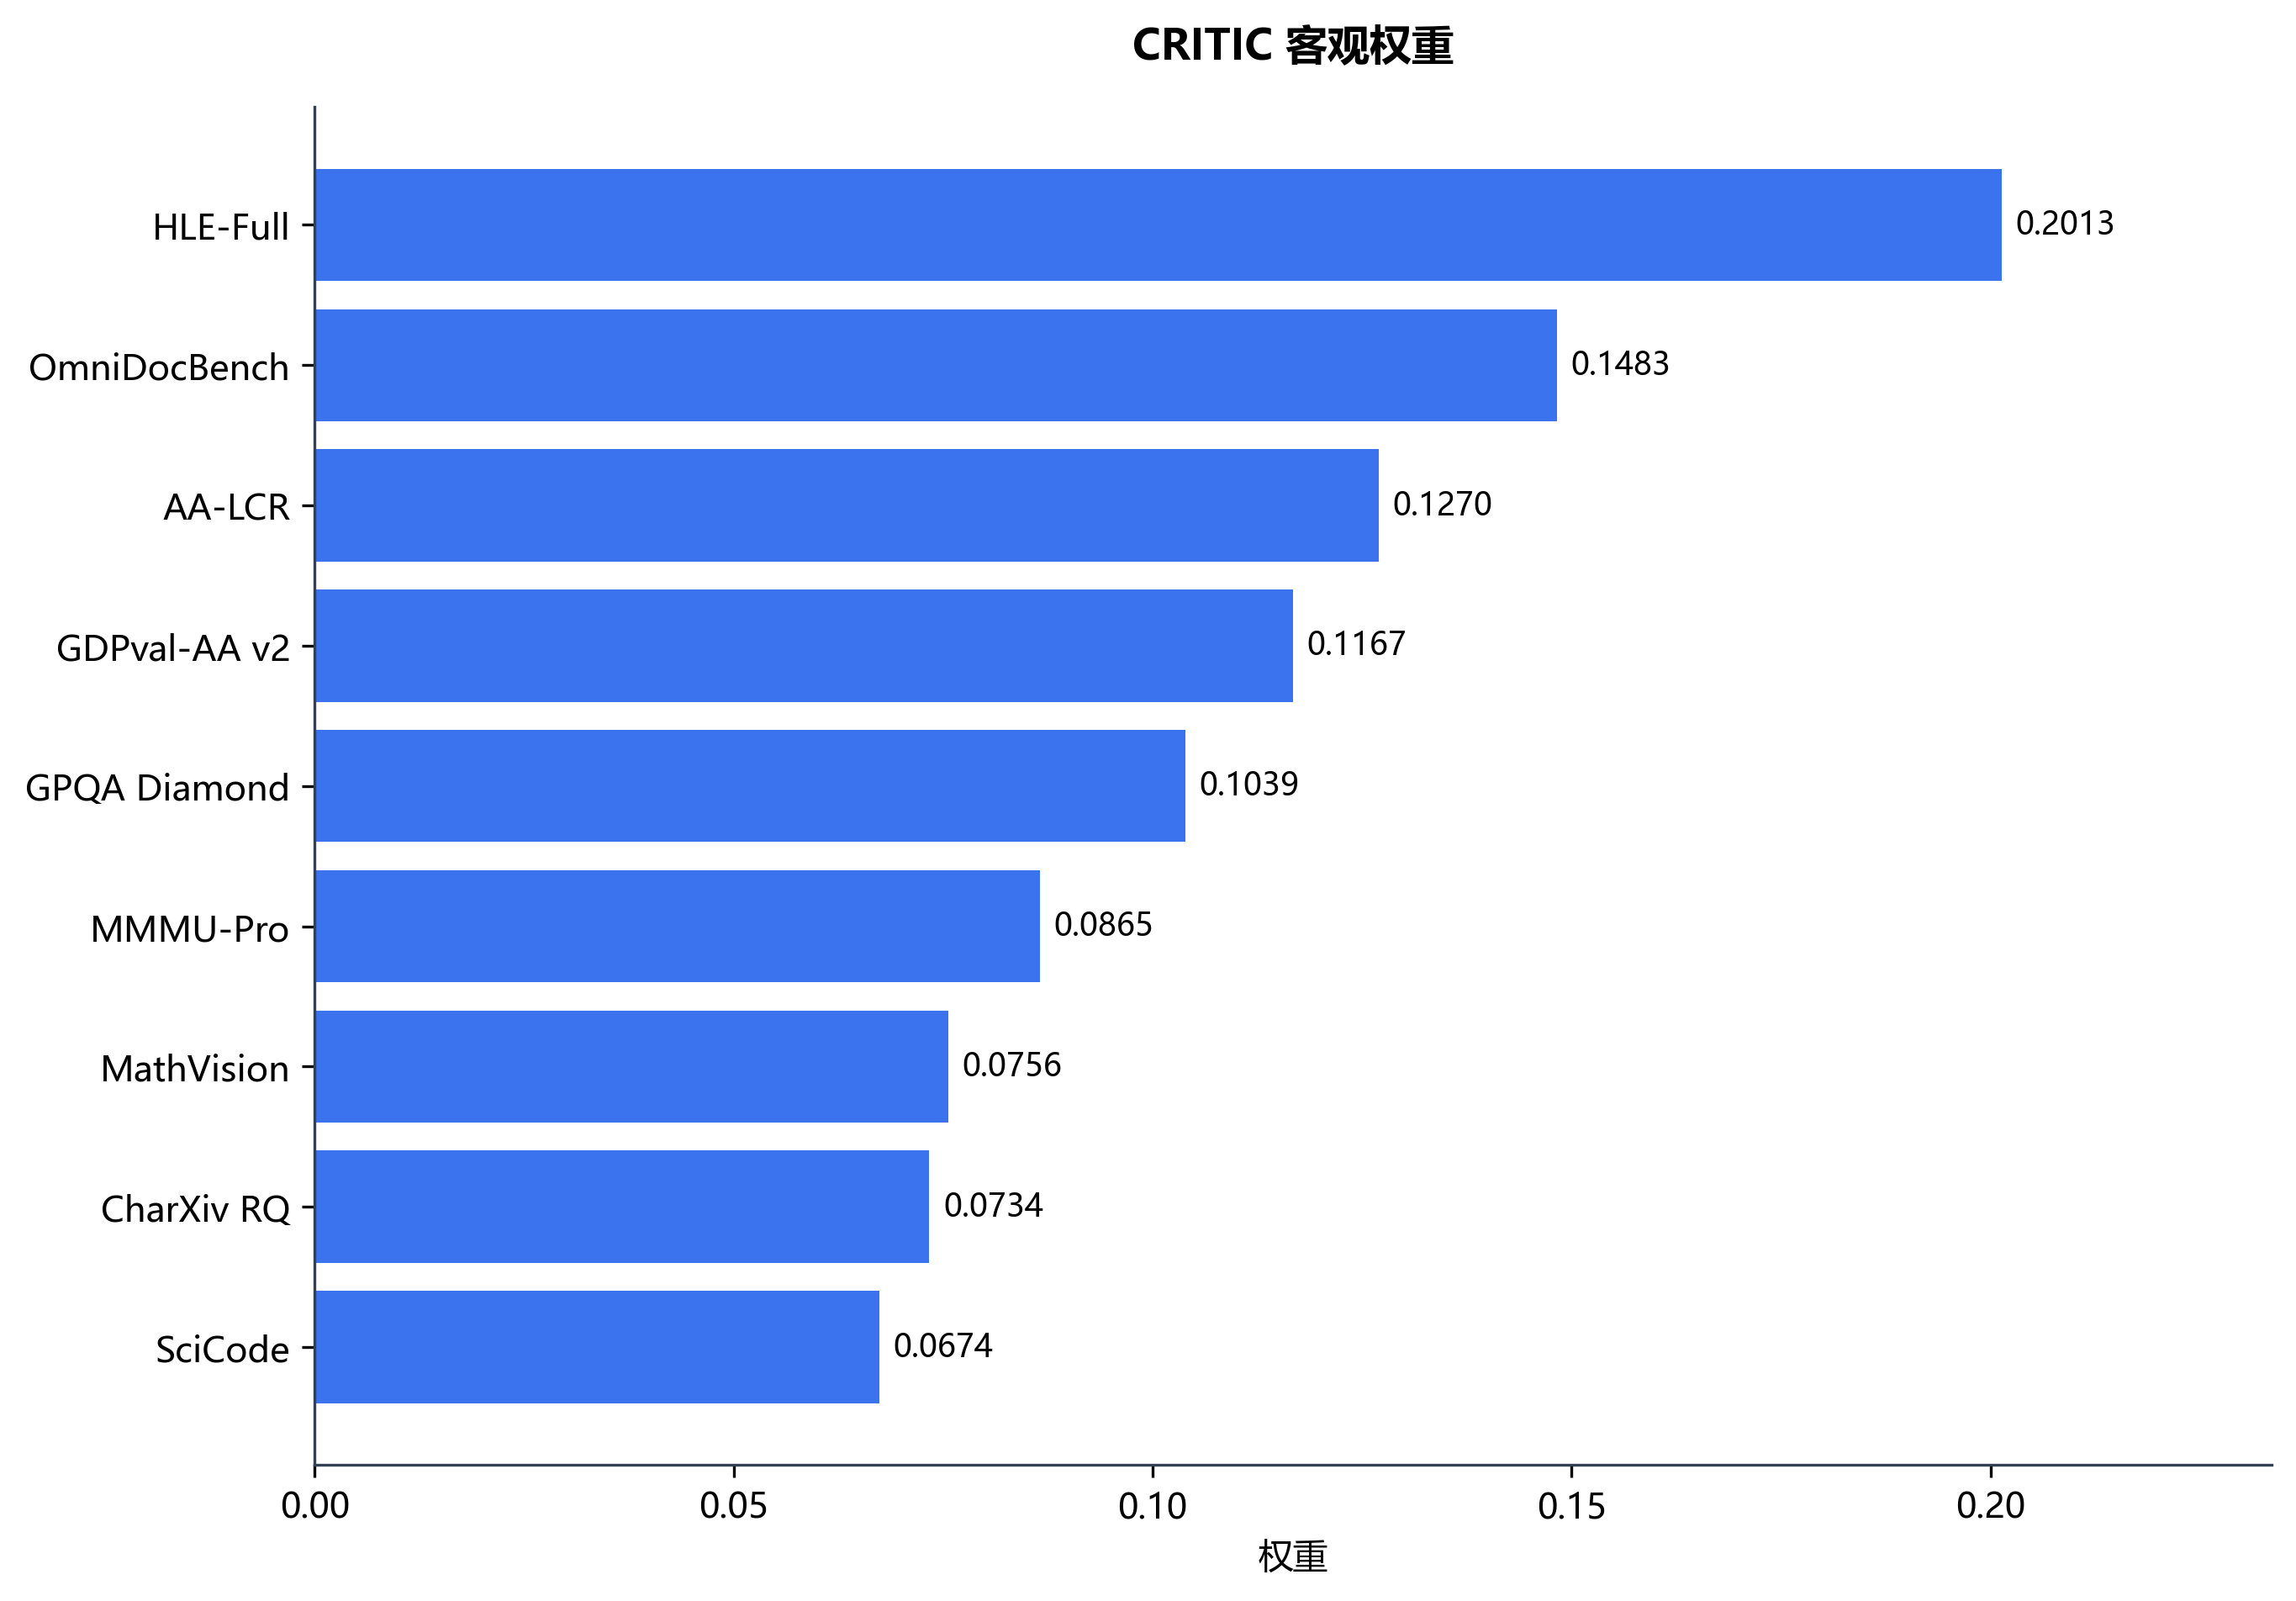 CRITIC 客观权重
HLE-Full 0.2013
OmniDocBench 0.1483
AA-LCR 0.1270
GDPval-AA v2 0.1167
GPQA Diamond 0.1039
MMMU-Pro 0.0865
MathVision 0.0756
CharXiv RQ 0.0734
SciCode 0.0674
0.00 0.05 0.10 0.15 0.20
权重